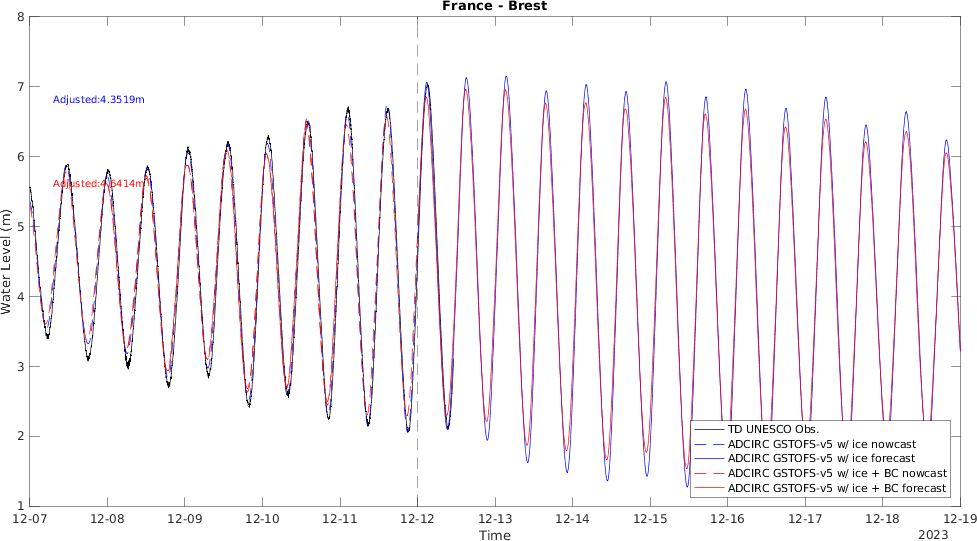 France - Brest
8
7
6
5
4
3
2
1
Water Level (m)
Adjusted:4.3519m
Adjusted:4.6414m
TD UNESCO Obs.
ADCIRC GSTOFS-v5 w/ ice nowcast
ADCIRC GSTOFS-v5 w/ ice forecast
ADCIRC GSTOFS-v5 w/ ice + BC nowcast
ADCIRC GSTOFS-v5 w/ ice + BC forecast
12-07 12-08 12-09 12-10 12-11 12-12 12-13 12-14 12-15 12-16 12-17 12-18 12-19
Time
2023